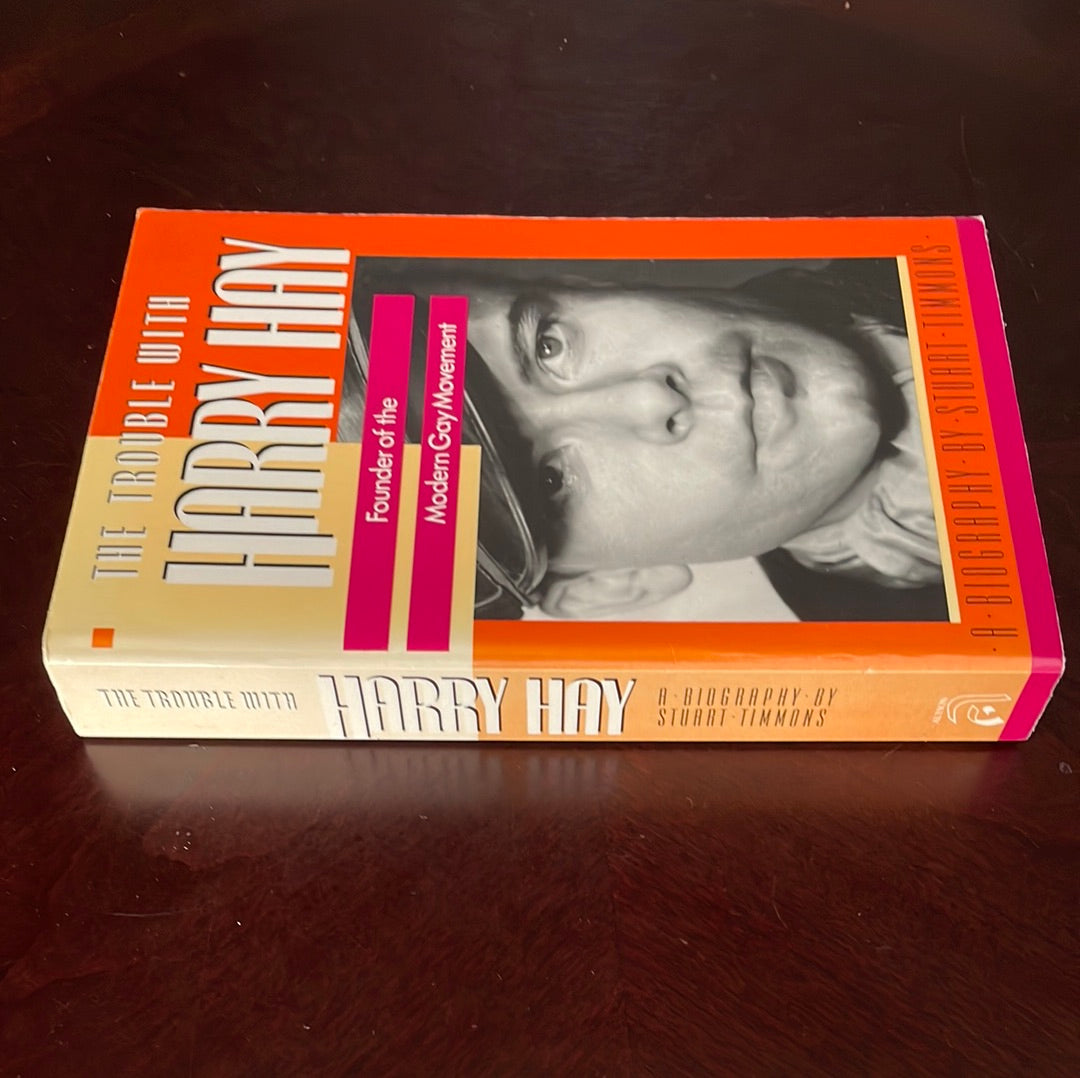 THE TROUBLE WITH
HARRY HAY
Founder of the
Modern Gay Movement
·A·BIOGRAPHY·BY·STUART·TIMMONS·
THE TROUBLE WITH
HARRY HAY
A·BIOGRAPHY·BY
STUART·TIMMONS